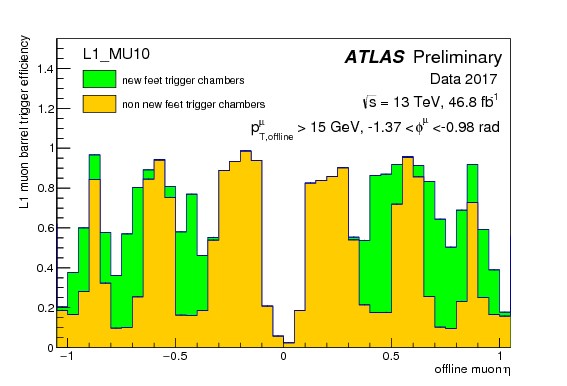 L1_MU10
ATLAS Preliminary
new feet trigger chambers
Data 2017
non new feet trigger chambers
√s = 13 TeV, 46.8 fb⁻¹
p^μ_T,offline > 15 GeV, -1.37 < ϕ^μ < -0.98 rad
L1 muon barrel trigger efficiency
1.4
1.2
1
0.8
0.6
0.4
0.2
0
−1 −0.5 0 0.5 1
offline muon η